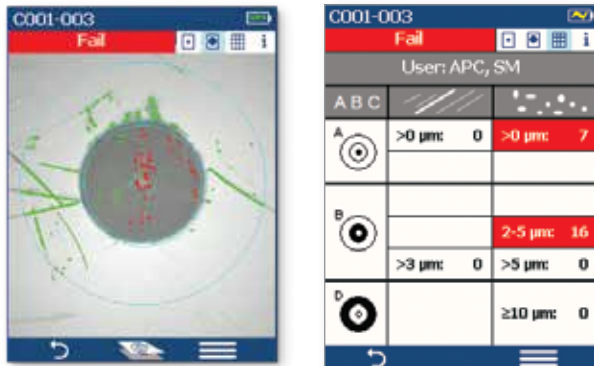 C001-003
Fail
i
C001-003
Fail
i
User: APC, SM
A B C
A
>0 µm: 0
>0 µm: 7
B
2-5 µm: 16
>3 µm: 0
>5 µm: 0
D
≥10 µm: 0